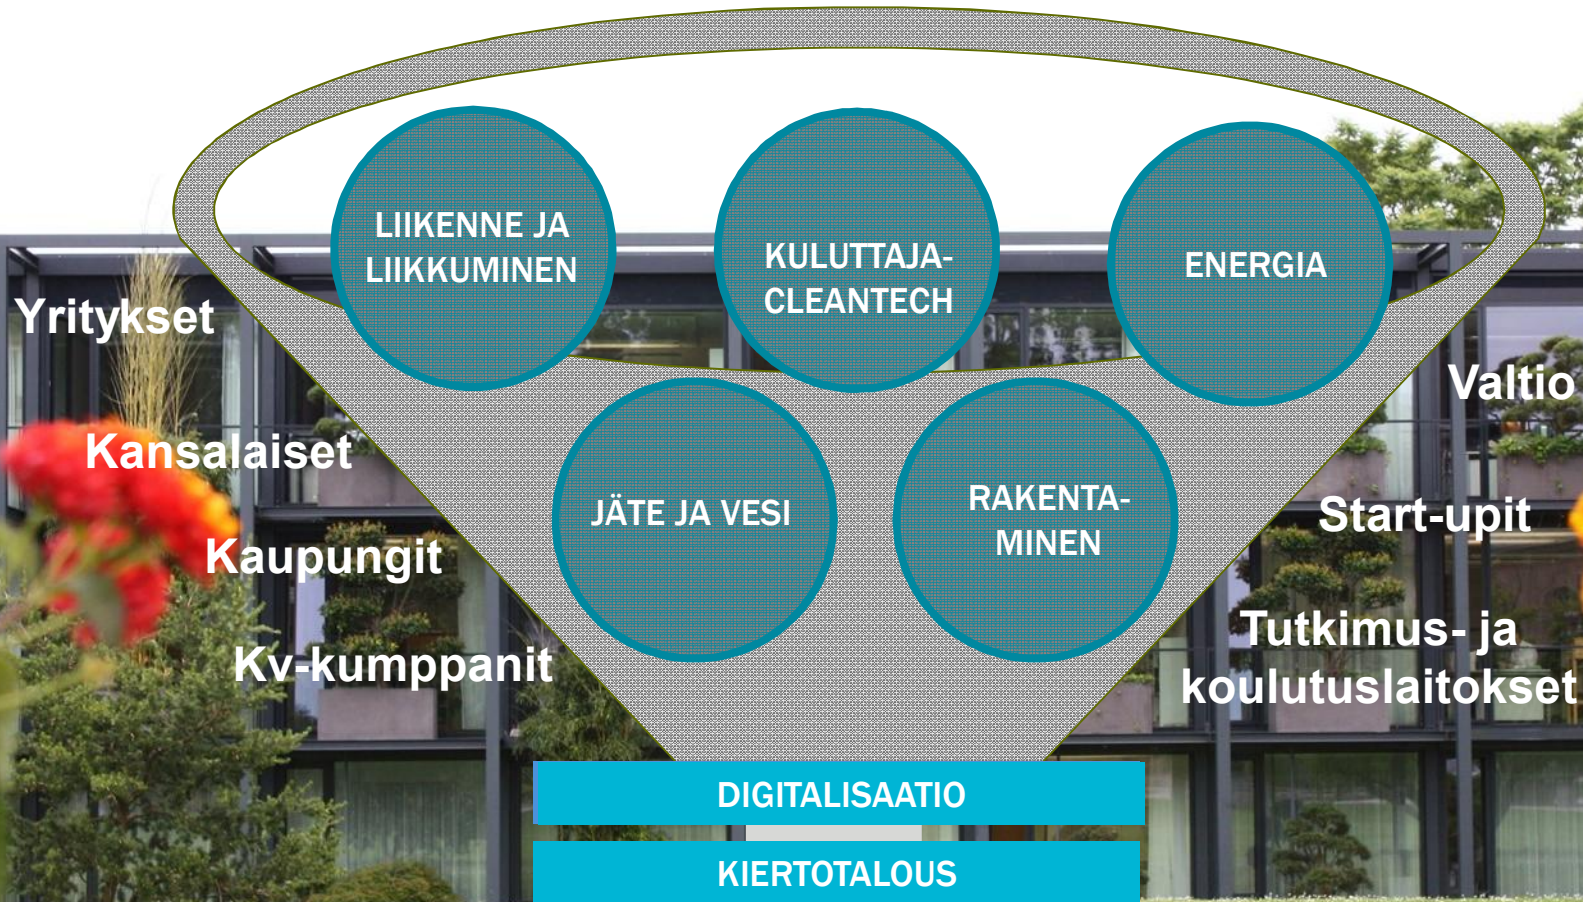 LIIKENNE JA
LIIKKUMINEN
KULUTTAJA-
CLEANTECH
ENERGIA
Yritykset
Valtio
Kansalaiset
JÄTE JA VESI
RAKENTA-
MINEN
Start-upit
Kaupungit
Kv-kumppanit
Tutkimus- ja
koulutuslaitokset
DIGITALISAATIO
KIERTOTALOUS